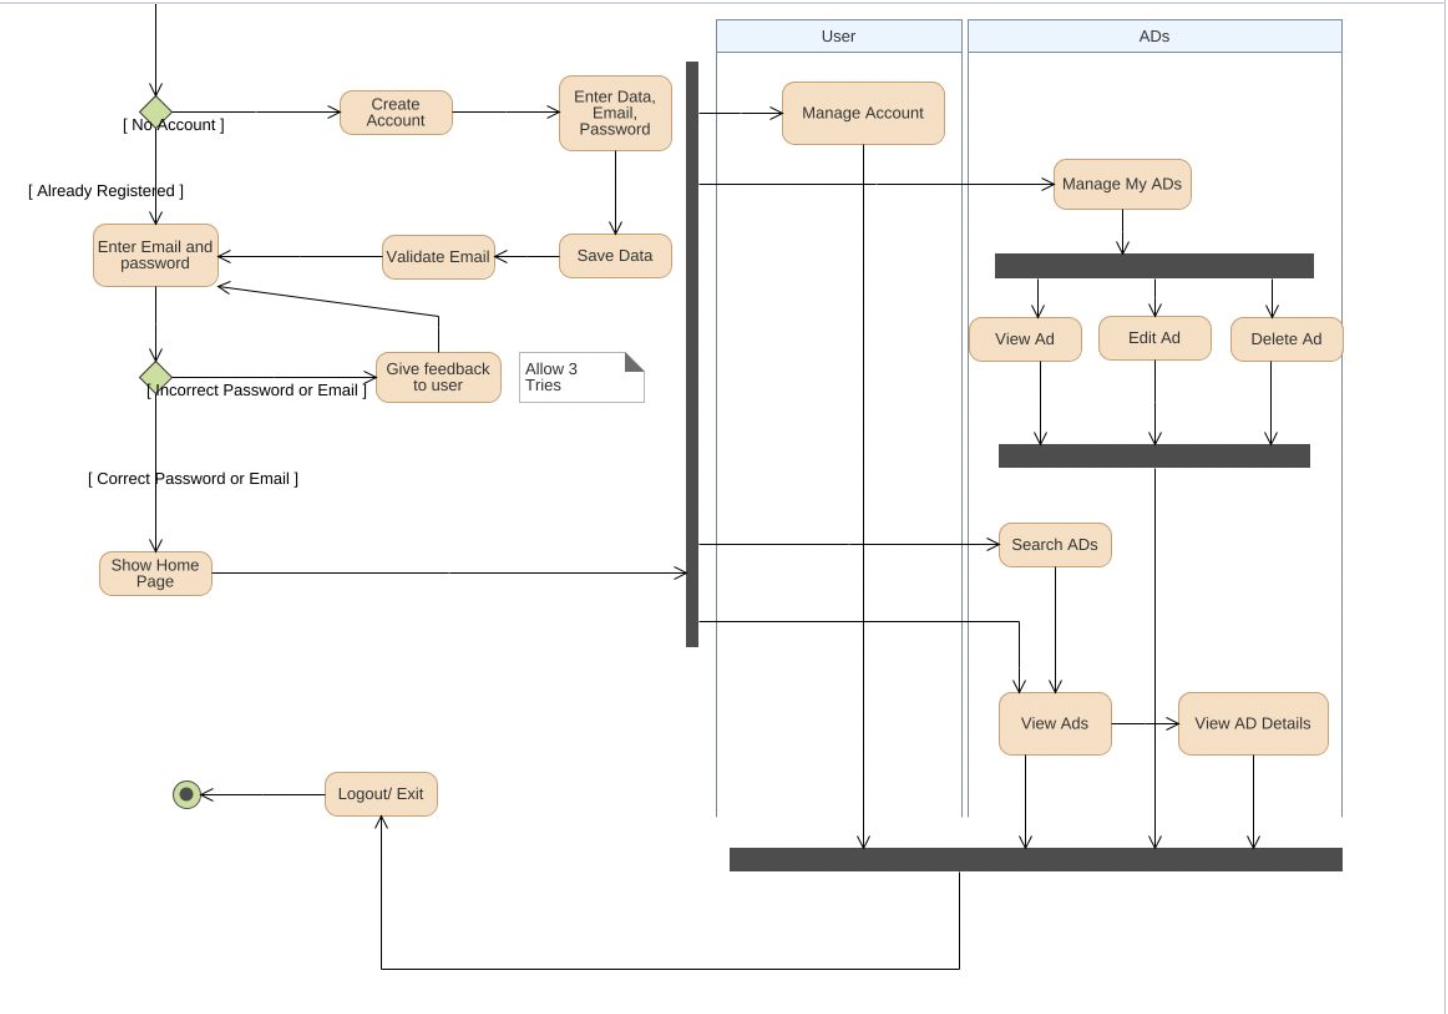 User
ADs
Create
Account
Enter Data,
Email,
Password
Manage Account
[ No Account ]
[ Already Registered ]
Manage My ADs
Enter Email and
password
Validate Email
Save Data
View Ad
Edit Ad
Delete Ad
Give feedback
to user
Allow 3
Tries
[ Incorrect Password or Email ]
[ Correct Password or Email ]
Search ADs
Show Home
Page
View Ads
View AD Details
Logout/ Exit